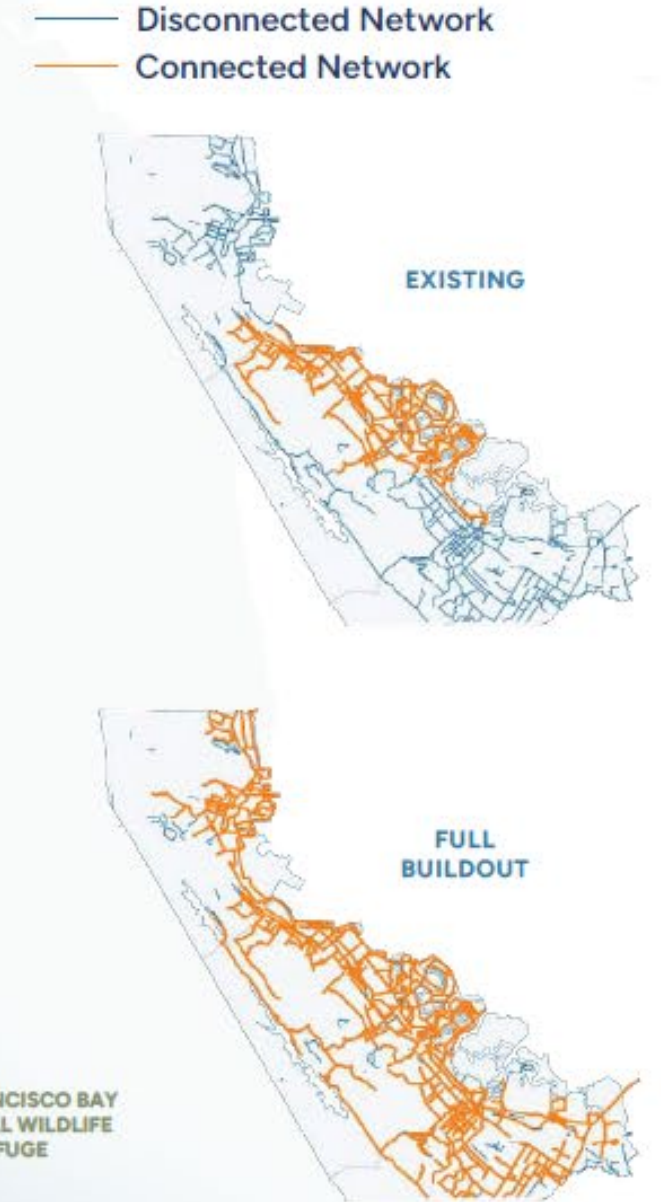 Disconnected Network
Connected Network
EXISTING
FULL
BUILDOUT
NCISCO BAY
L WILDLIFE
FUGE